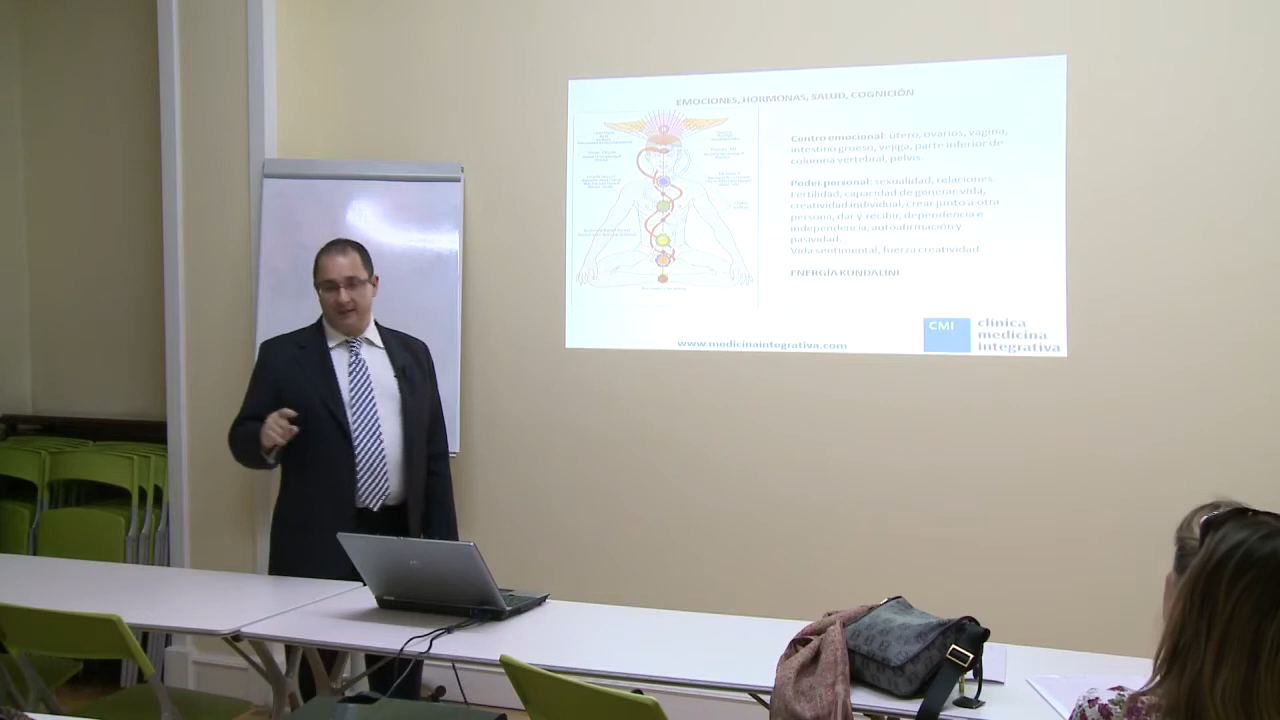 EMOCIONES, HORMONAS, SALUD, COGNICIÓN
Centro emocional: útero, ovarios, vagina,
intestino grueso, vejiga, parte inferior de
columna vertebral, pelvis.
Poder personal: sexualidad, relaciones
Fertilidad, capacidad de generar vida,
creatividad individual, crear junto a otra
persona, dar y recibir, dependencia e
independencia, autoafirmación y
pasividad.
Vida sentimental, fuerza creatividad
ENERGÍA KUNDALINI
CMI
clínica
medicina
integrativa
www.medicinaintegrativa.com